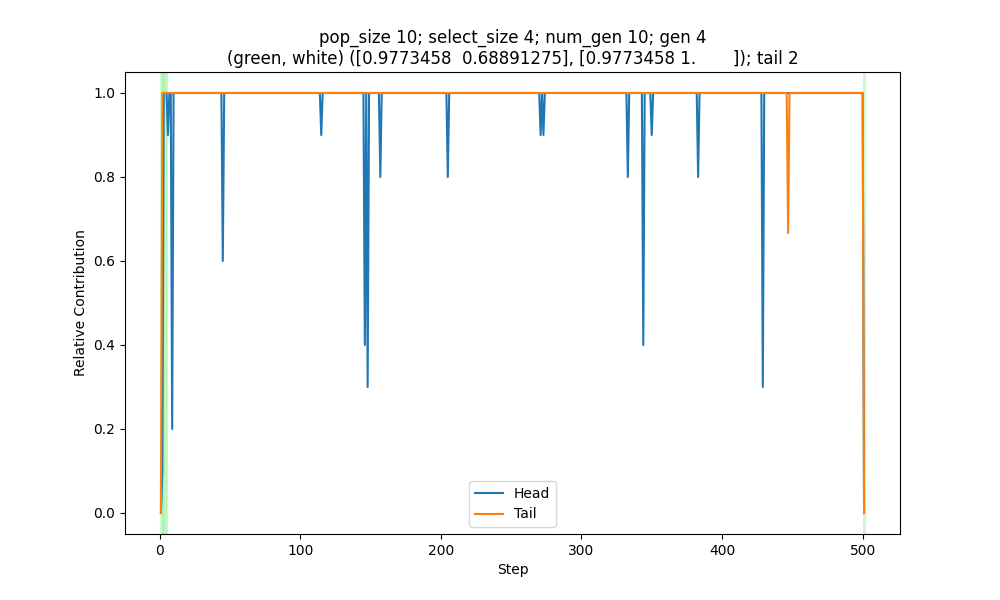 pop_size 10; select_size 4; num_gen 10; gen 4
(green, white) ([0.9773458  0.68891275], [0.9773458 1.        ]); tail 2
1.0
0.8
0.6
0.4
0.2
0.0
Relative Contribution
Head
Tail
0 100 200 300 400 500
Step